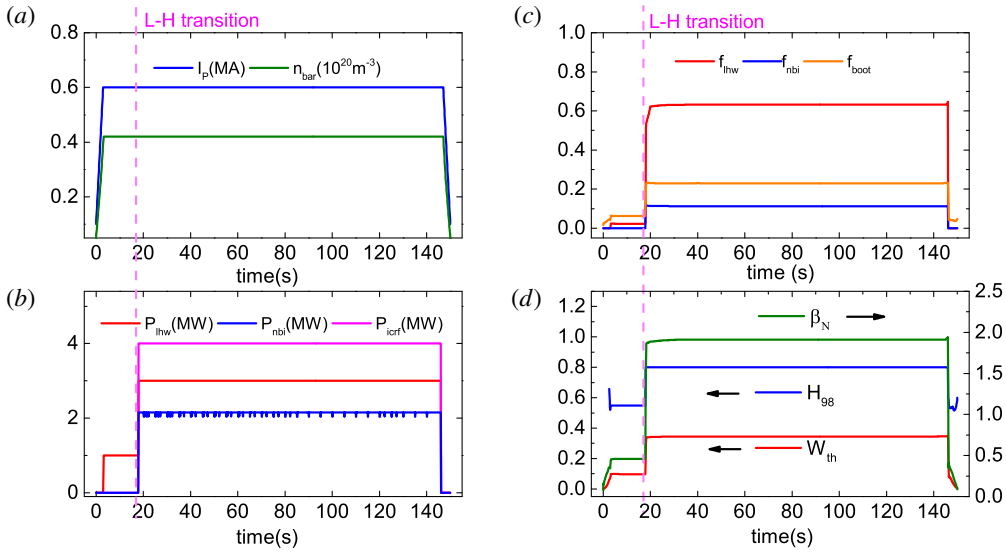 (a)
L-H transition
0.8
0.6
0.4
0.2
I_P(MA)
n_bar(10^20 m^-3)
0 20 40 60 80 100 120 140
time(s)
(b)
4
2
0
P_lhw(MW)
P_nbi(MW)
P_icrf(MW)
0 20 40 60 80 100 120 140
time(s)
(c)
L-H transition
1.0
0.8
0.6
0.4
0.2
0.0
f_lhw
f_nbi
f_boot
0 20 40 60 80 100 120 140
time (s)
(d)
1.2
1.0
0.8
0.6
0.4
0.2
0.0
β_N
H_98
W_th
2.5
2.0
1.5
1.0
0.5
0.0
0 20 40 60 80 100 120 140
time(s)